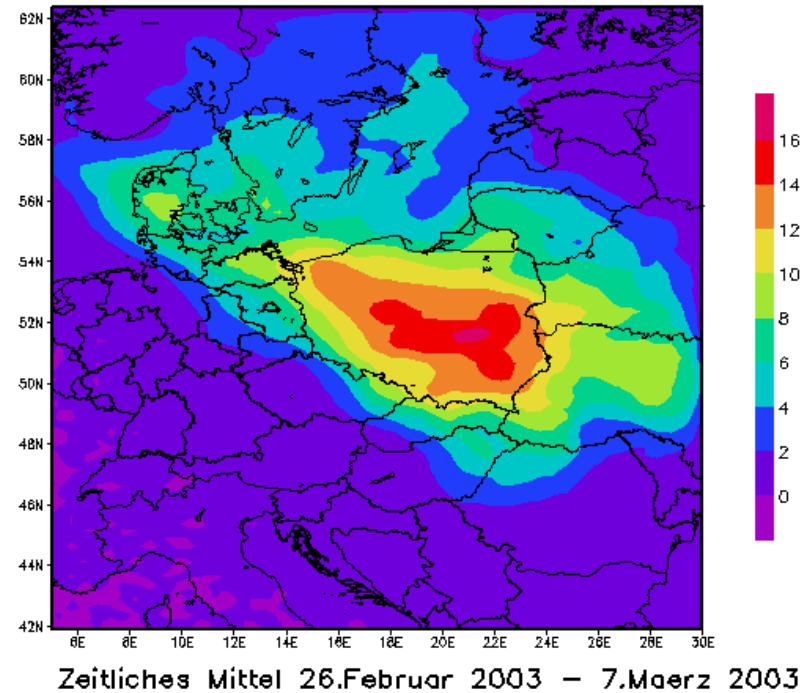 62N
60N
58N
56N
54N
52N
50N
48N
46N
44N
42N
6E 8E 10E 12E 14E 16E 18E 20E 22E 24E 26E 28E 30E
16
14
12
10
8
6
4
2
0
Zeitliches Mittel 26.Februar 2003 – 7.Maerz 2003